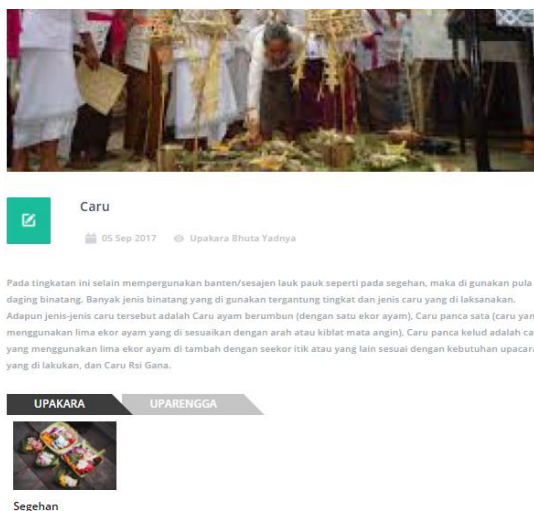 Caru
05 Sep 2017 Upakara Bhuta Yadnya
Pada tingkatan ini selain mempergunakan banten/sesajen lauk pauk seperti pada segehan, maka di gunakan pula
daging binatang. Banyak jenis binatang yang di gunakan tergantung tingkat dan jenis caru yang di laksanakan.
Adapun jenis-jenis caru tersebut adalah Caru ayam berumbun (dengan satu ekor ayam), Caru panca sata (caru yan
menggunakan lima ekor ayam yang di sesuaikan dengan arah atau kiblat mata angin), Caru panca kelud adalah ca
yang menggunakan lima ekor ayam di tambah dengan seekor itik atau yang lain sesuai dengan kebutuhan upacara
yang di lakukan, dan Caru Rsi Gana.
UPAKARA UPARENGGA
Segehan